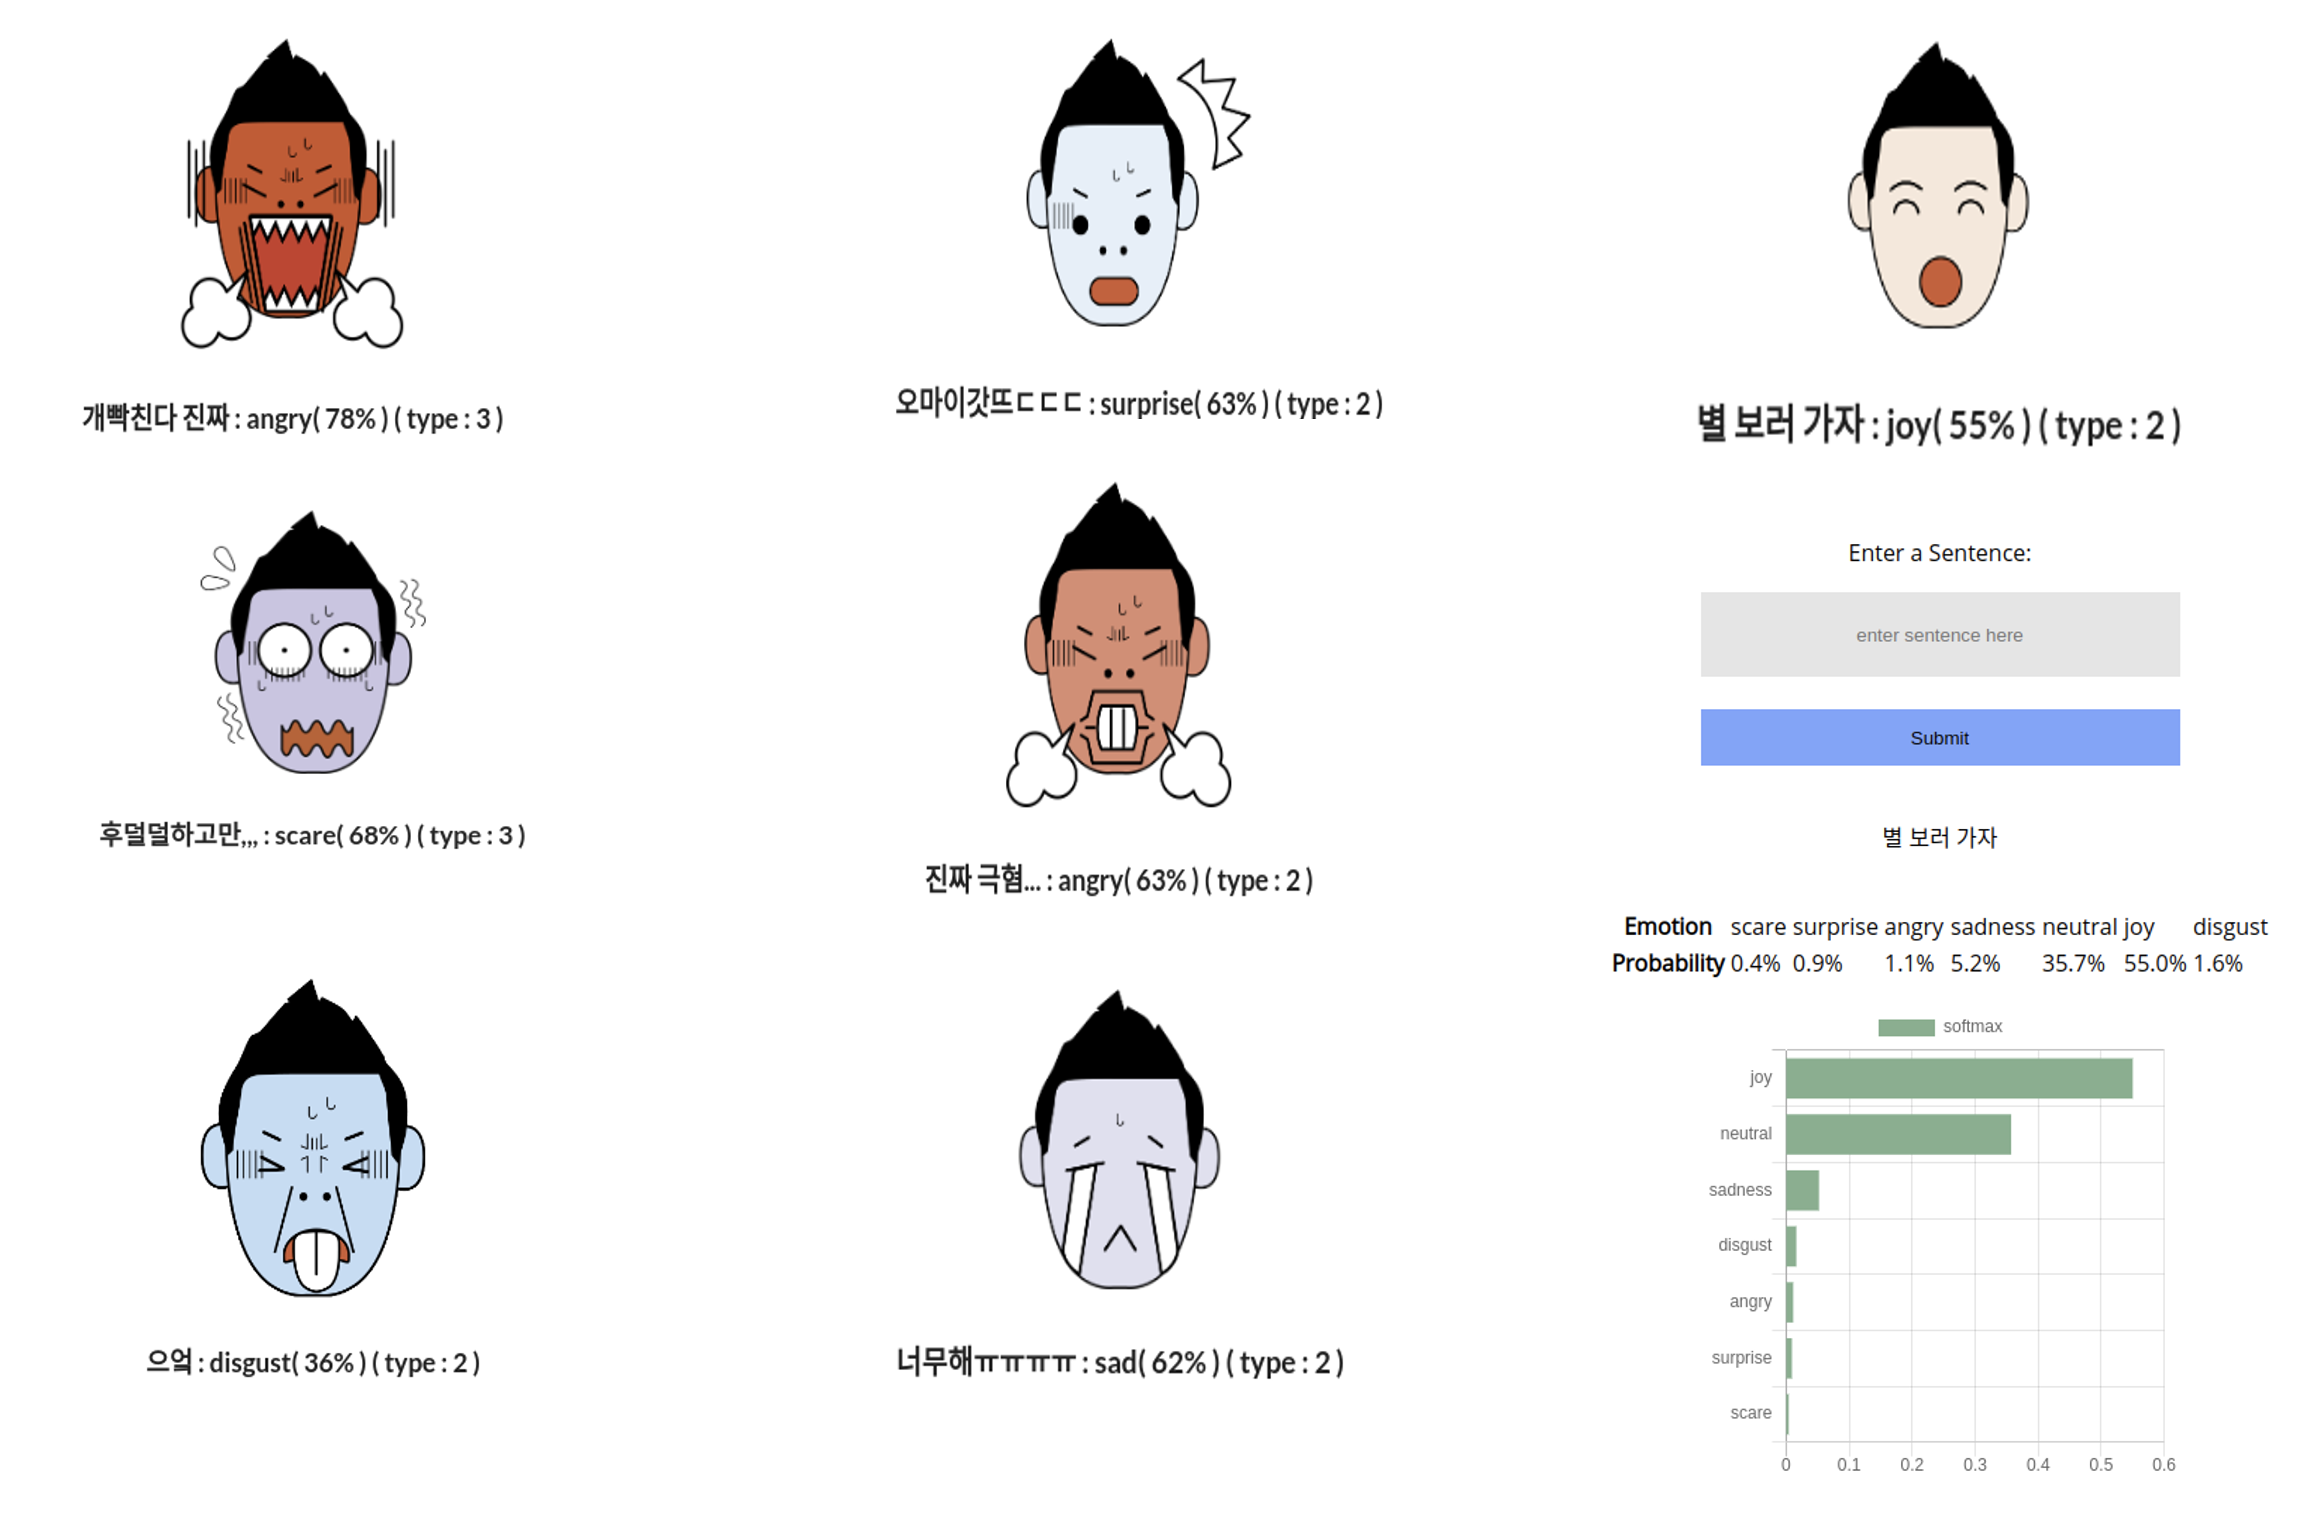 개빡친다 진짜 : angry( 78% ) ( type : 3 )
오마이갓뜨ㄷㄷㄷ : surprise( 63% ) ( type : 2 )
별 보러 가자 : joy( 55% ) ( type : 2 )
후덜덜하고만,,, : scare( 68% ) ( type : 3 )
진짜 극혐... : angry( 63% ) ( type : 2 )
으엌 : disgust( 36% ) ( type : 2 )
너무해ㅠㅠㅠㅠ : sad( 62% ) ( type : 2 )
Enter a Sentence:
enter sentence here
Submit
별 보러 가자
Emotion scare surprise angry sadness neutral joy disgust
Probability 0.4% 0.9% 1.1% 5.2% 35.7% 55.0% 1.6%
softmax
joy
neutral
sadness
disgust
angry
surprise
scare
0 0.1 0.2 0.3 0.4 0.5 0.6